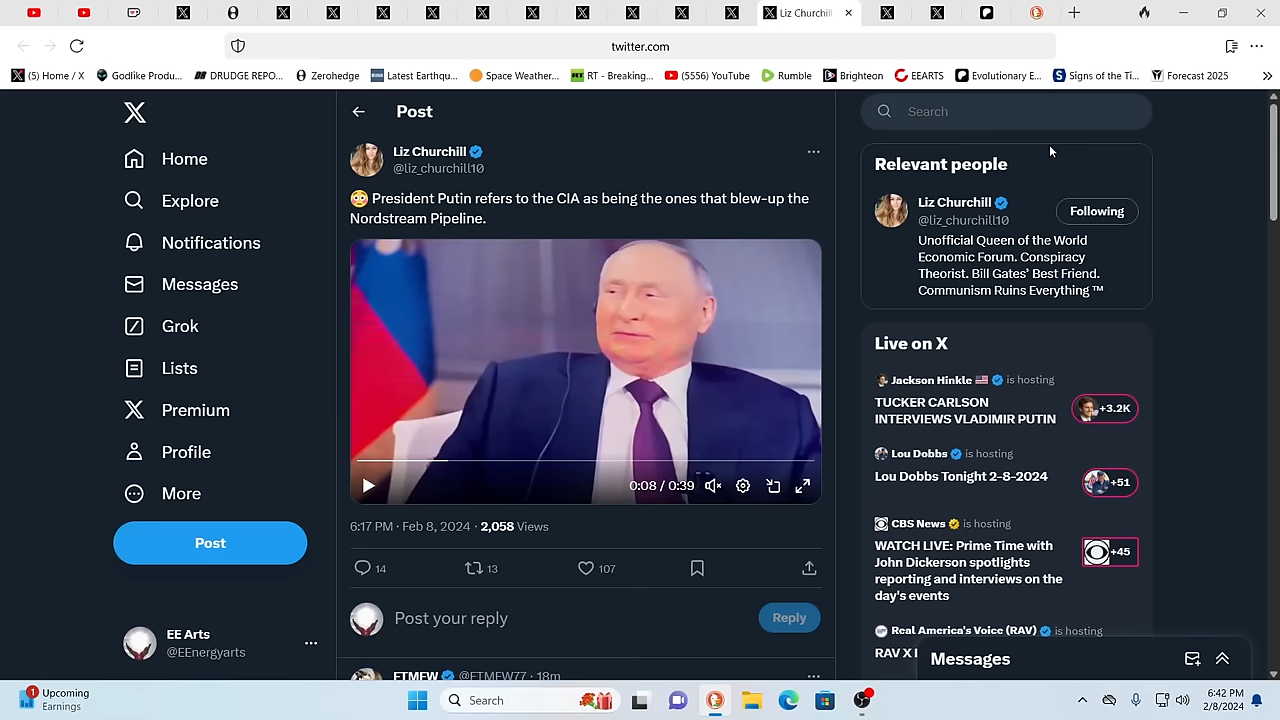 Liz Churchill
twitter.com
(5) Home / X
Godlike Produ...
DRUDGE REPO...
Zerohedge
Latest Earthqu...
Space Weather...
RT - Breaking...
(5556) YouTube
Rumble
Brighteon
EEARTS
Evolutionary E...
Signs of the Ti...
Forecast 2025
Home
Explore
Notifications
Messages
Grok
Lists
Premium
Profile
More
Post
EE Arts
@EEnergyarts
Post
Liz Churchill
@liz_churchill10
😳 President Putin refers to the CIA as being the ones that blew-up the
Nordstream Pipeline.
0:08 / 0:39
6:17 PM · Feb 8, 2024 · 2,058 Views
14
13
107
Post your reply
Reply
FTMFW @FTMFW77 · 18m
Search
Relevant people
Liz Churchill
@liz_churchill10
Following
Unofficial Queen of the World
Economic Forum. Conspiracy
Theorist. Bill Gates’ Best Friend.
Communism Ruins Everything ™
Live on X
Jackson Hinkle 🇺🇸 is hosting
TUCKER CARLSON
INTERVIEWS VLADIMIR PUTIN
+3.2K
Lou Dobbs is hosting
Lou Dobbs Tonight 2-8-2024
+51
CBS News is hosting
WATCH LIVE: Prime Time with
John Dickerson spotlights
reporting and interviews on the
day's events
+45
Real America's Voice (RAV) is hosting
RAV X
Messages
1
Upcoming
Earnings
Search
6:42 PM
2/8/2024